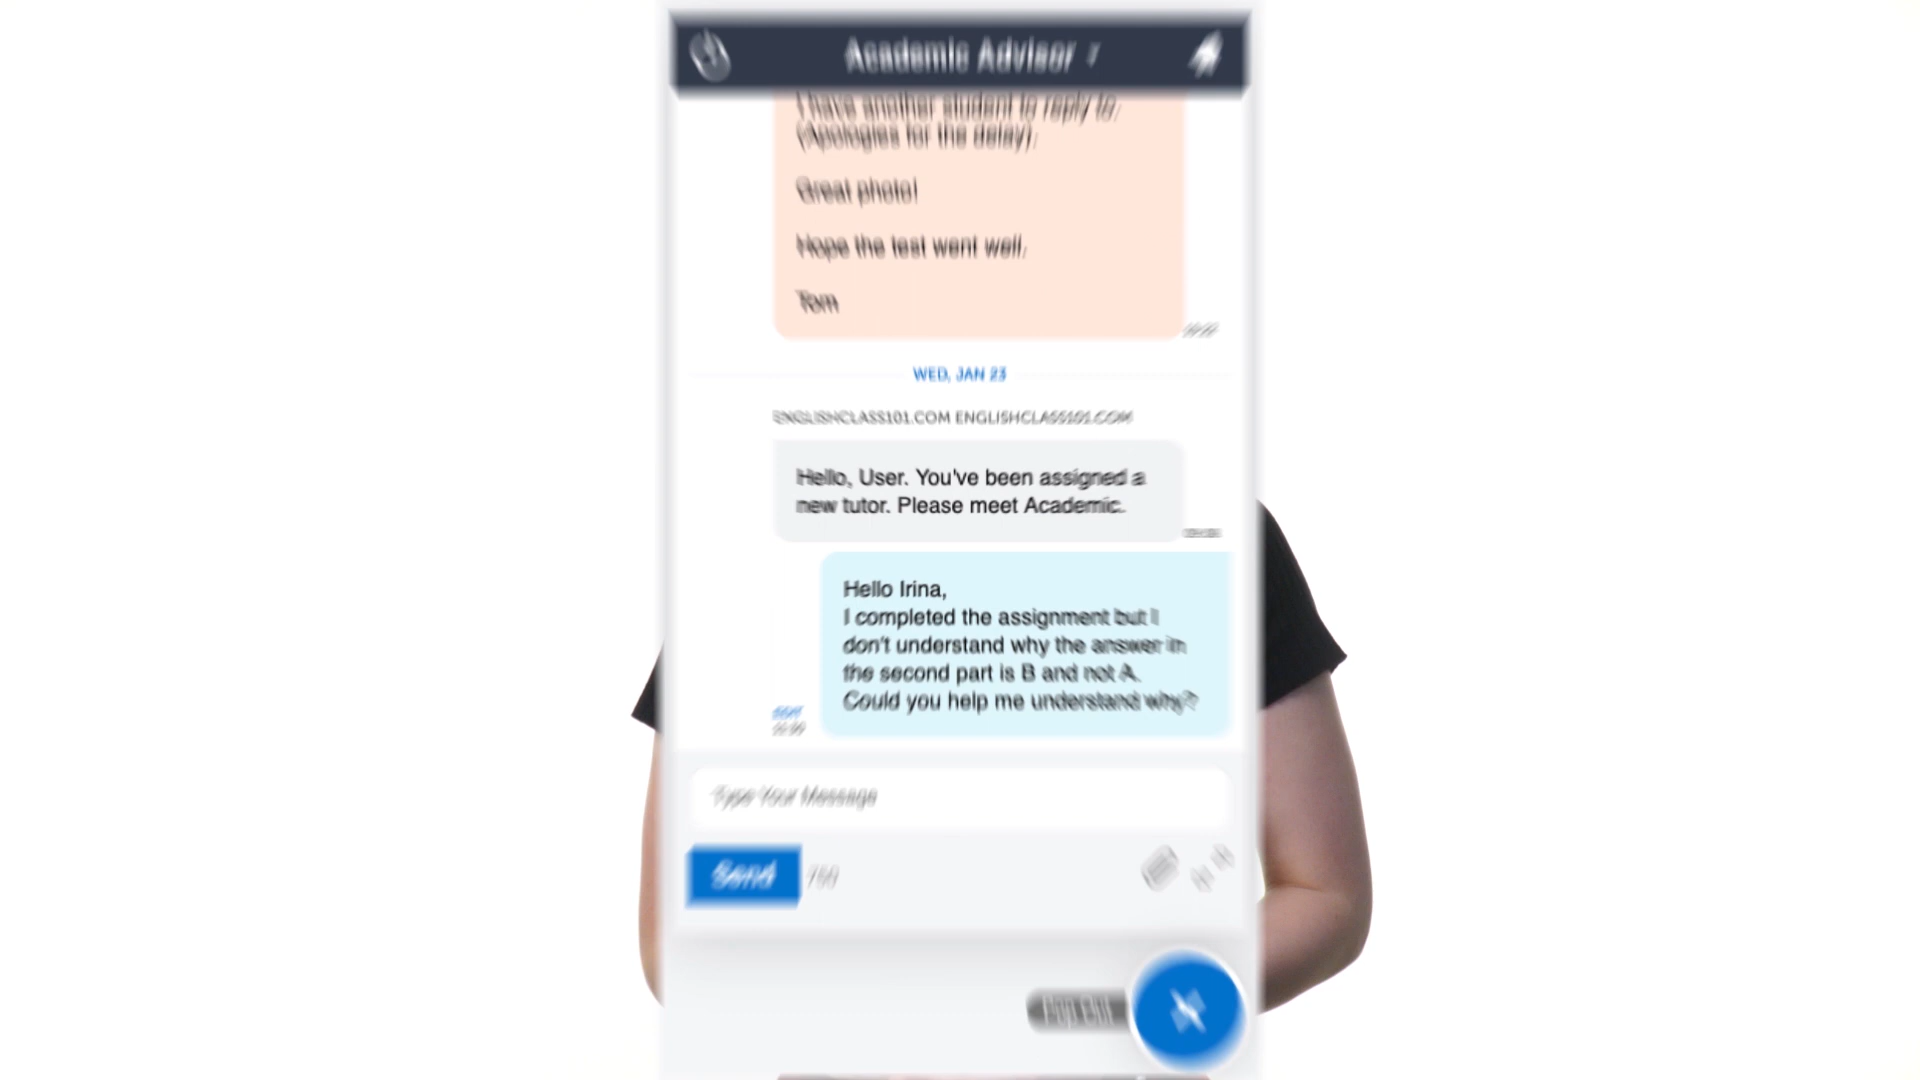 Academic Advisor
I have another student to reply to.
(Apologies for the delay).
Great photo!
Hope the test went well.
Tom
WED, JAN 23
ENGLISHCLASS101.COM ENGLISHCLASS101.COM
Hello, User. You've been assigned a
new tutor. Please meet Academic.
Hello Irina,
I completed the assignment but I
don't understand why the answer in
the second part is B and not A.
Could you help me understand why?
Type Your Message
Send
Pop Out